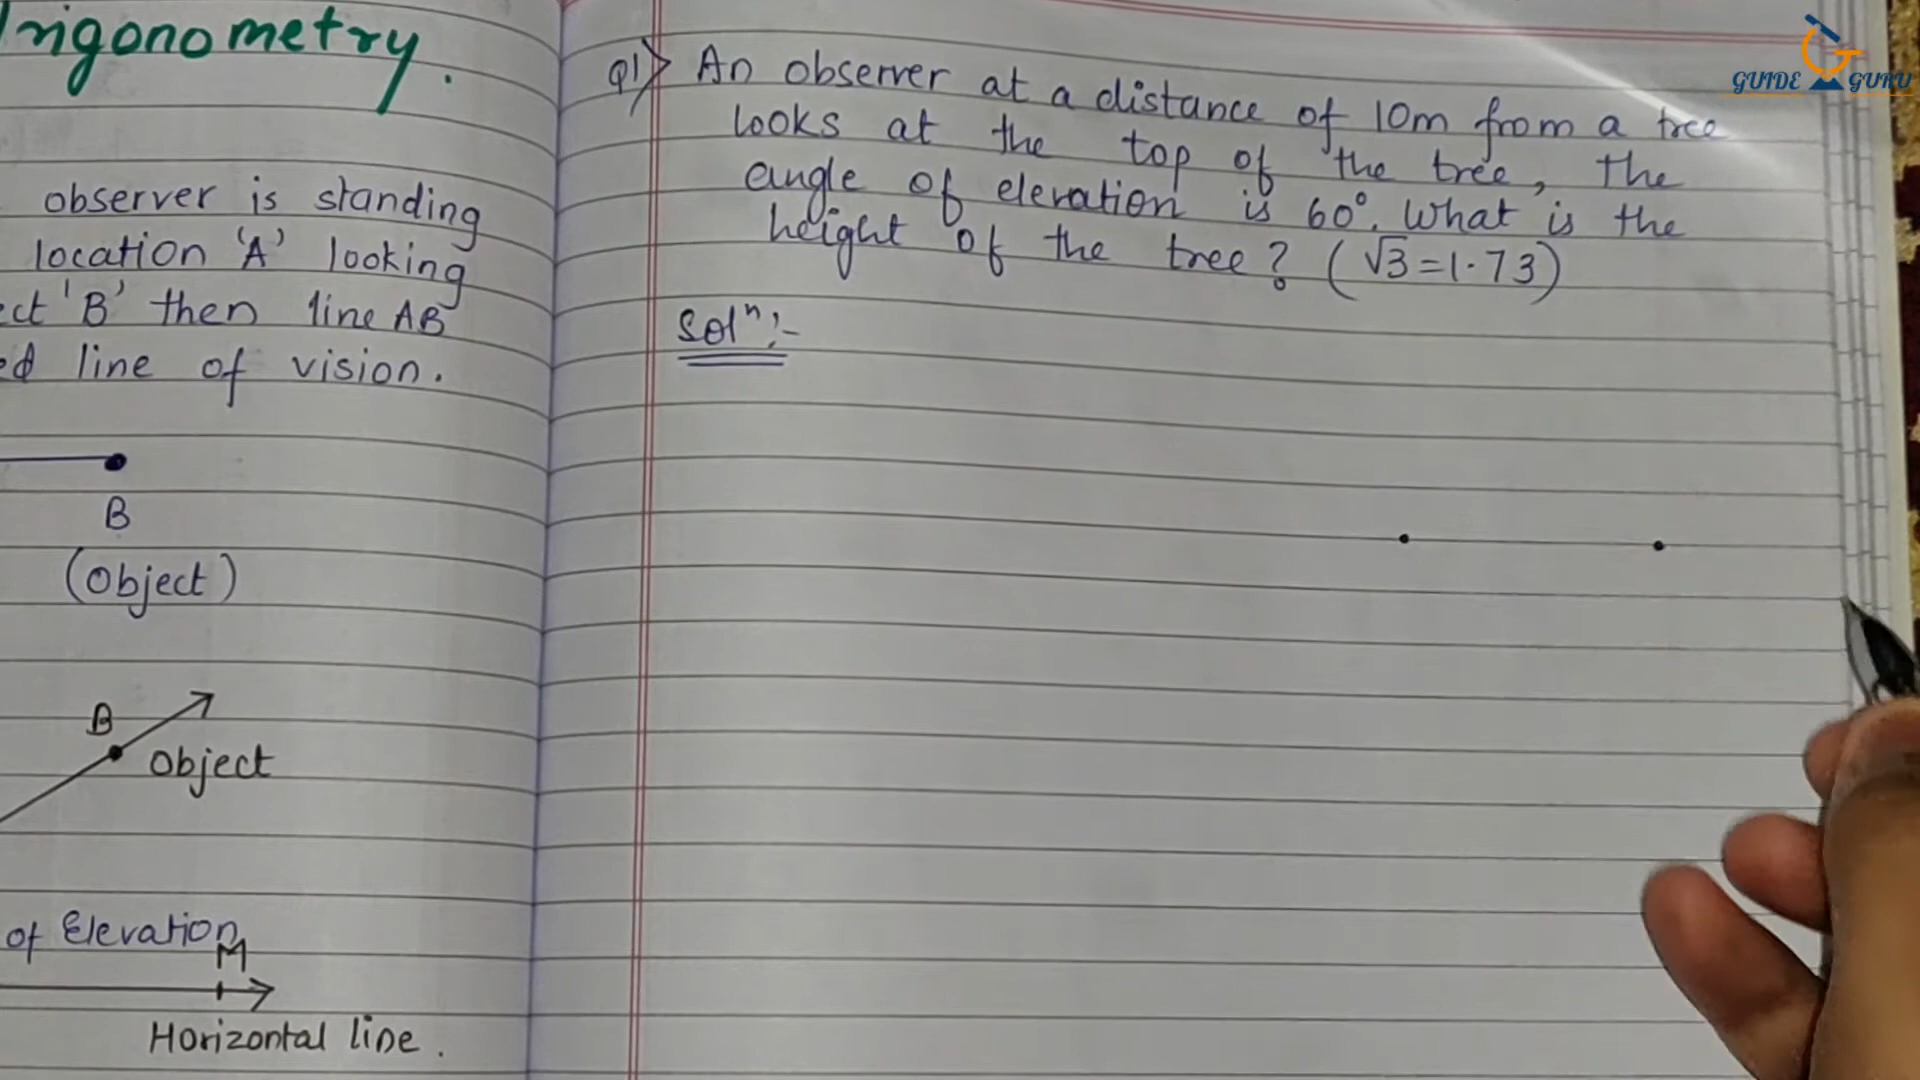 Trigonometry.
observer is standing
location 'A' looking
ect 'B' then line AB
ed line of vision.
B
(Object)
B
Object
of Elevation
M
Horizontal line.
Q1) An observer at a distance of 10m from a tree
looks at the top of the tree, the
angle of elevation is 60°. What is the
height of the tree? (√3=1.73)
Solⁿ:-
GUIDE GURU